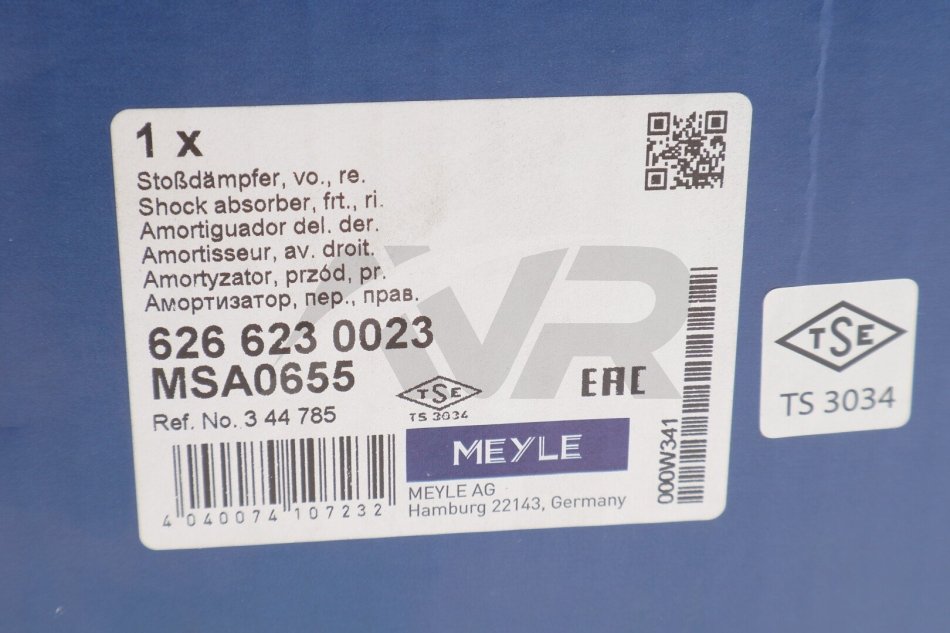 1 x
Stoßdämpfer, vo., re.
Shock absorber, frt., ri.
Amortiguador del. der.
Amortisseur, av. droit.
Amortyzator, przód, pr.
Амортизатор, пер., прав.
626 623 0023
MSA0655
Ref. No. 3 44 785
TSE
TS 3034
EAC
MEYLE
MEYLE AG
Hamburg 22143, Germany
4 040074 107232
000W341
VR
TSE
TS 3034